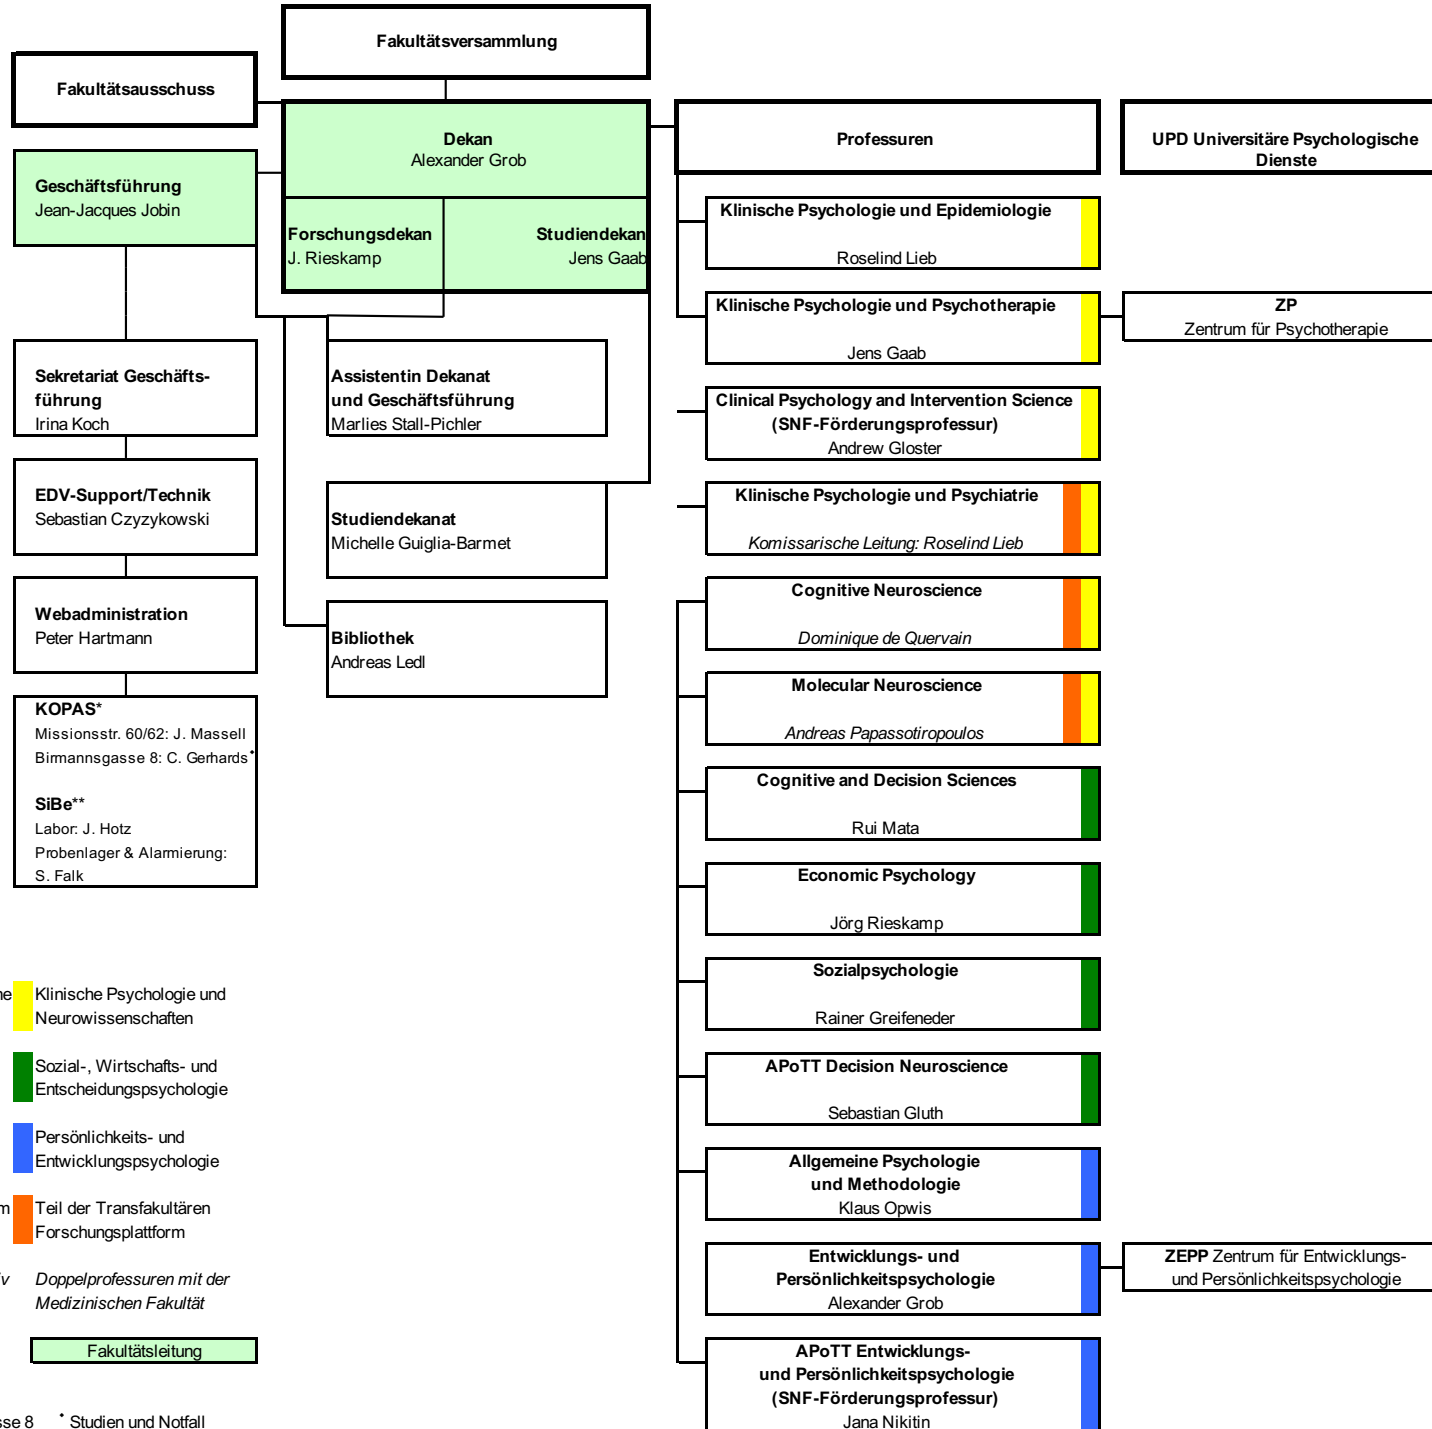 Fakultätsversammlung
Fakultätsausschuss
Dekan
Alexander Grob
Professuren
UPD Universitäre Psychologische
Dienste
Geschäftsführung
Jean-Jacques Jobin
Forschungsdekan
J. Rieskamp
Studiendekan
Jens Gaab
Klinische Psychologie und Epidemiologie
Roselind Lieb
Klinische Psychologie und Psychotherapie
Jens Gaab
ZP
Zentrum für Psychotherapie
Sekretariat Geschäfts-
führung
Irina Koch
Assistentin Dekanat
und Geschäftsführung
Marlies Stall-Pichler
Clinical Psychology and Intervention Science
(SNF-Förderungsprofessur)
Andrew Gloster
EDV-Support/Technik
Sebastian Czyzykowski
Studiendekanat
Michelle Guiglia-Barmet
Klinische Psychologie und Psychiatrie
Komissarische Leitung: Roselind Lieb
Webadministration
Peter Hartmann
Bibliothek
Andreas Ledl
Cognitive Neuroscience
Dominique de Quervain
Molecular Neuroscience
Andreas Papassotiropoulos
KOPAS*
Missionsstr. 60/62: J. Massell
Birmannsgasse 8: C. Gerhards*
SiBe**
Labor: J. Hotz
Probenlager & Alarmierung:
S. Falk
Cognitive and Decision Sciences
Rui Mata
Economic Psychology
Jörg Rieskamp
Sozialpsychologie
Rainer Greifeneder
APoTT Decision Neuroscience
Sebastian Gluth
Allgemeine Psychologie
und Methodologie
Klaus Opwis
Entwicklungs- und
Persönlichkeitspsychologie
Alexander Grob
ZEPP Zentrum für Entwicklungs-
und Persönlichkeitspsychologie
APoTT Entwicklungs-
und Persönlichkeitspsychologie
(SNF-Förderungsprofessur)
Jana Nikitin
Klinische Psychologie und
Neurowissenschaften
Sozial-, Wirtschafts- und
Entscheidungspsychologie
Persönlichkeits- und
Entwicklungspsychologie
Teil der Transfakultären
Forschungsplattform
Doppelprofessuren mit der
Medizinischen Fakultät
Fakultätsleitung
sse 8 * Studien und Notfall